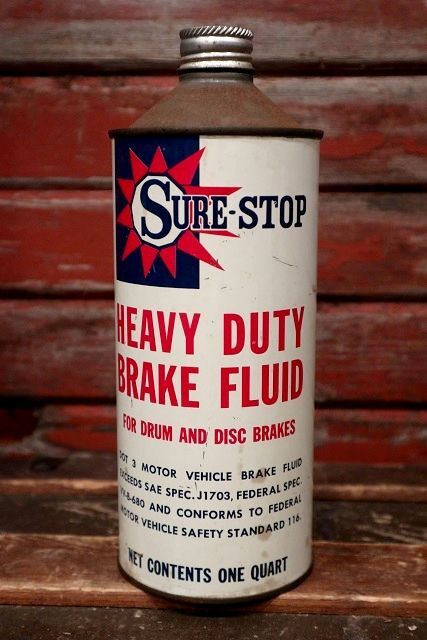 SURE-STOP
HEAVY DUTY
BRAKE FLUID
FOR DRUM AND DISC BRAKES
DOT 3 MOTOR VEHICLE BRAKE FLUID
EXCEEDS SAE SPEC. J1703, FEDERAL SPEC.
VV-B-680 AND CONFORMS TO FEDERAL
MOTOR VEHICLE SAFETY STANDARD 116.
NET CONTENTS ONE QUART